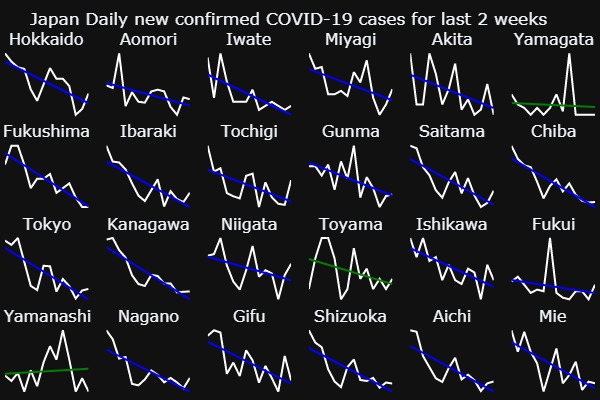 Japan Daily new confirmed COVID-19 cases for last 2 weeks
Hokkaido Aomori Iwate Miyagi Akita Yamagata
Fukushima Ibaraki Tochigi Gunma Saitama Chiba
Tokyo Kanagawa Niigata Toyama Ishikawa Fukui
Yamanashi Nagano Gifu Shizuoka Aichi Mie